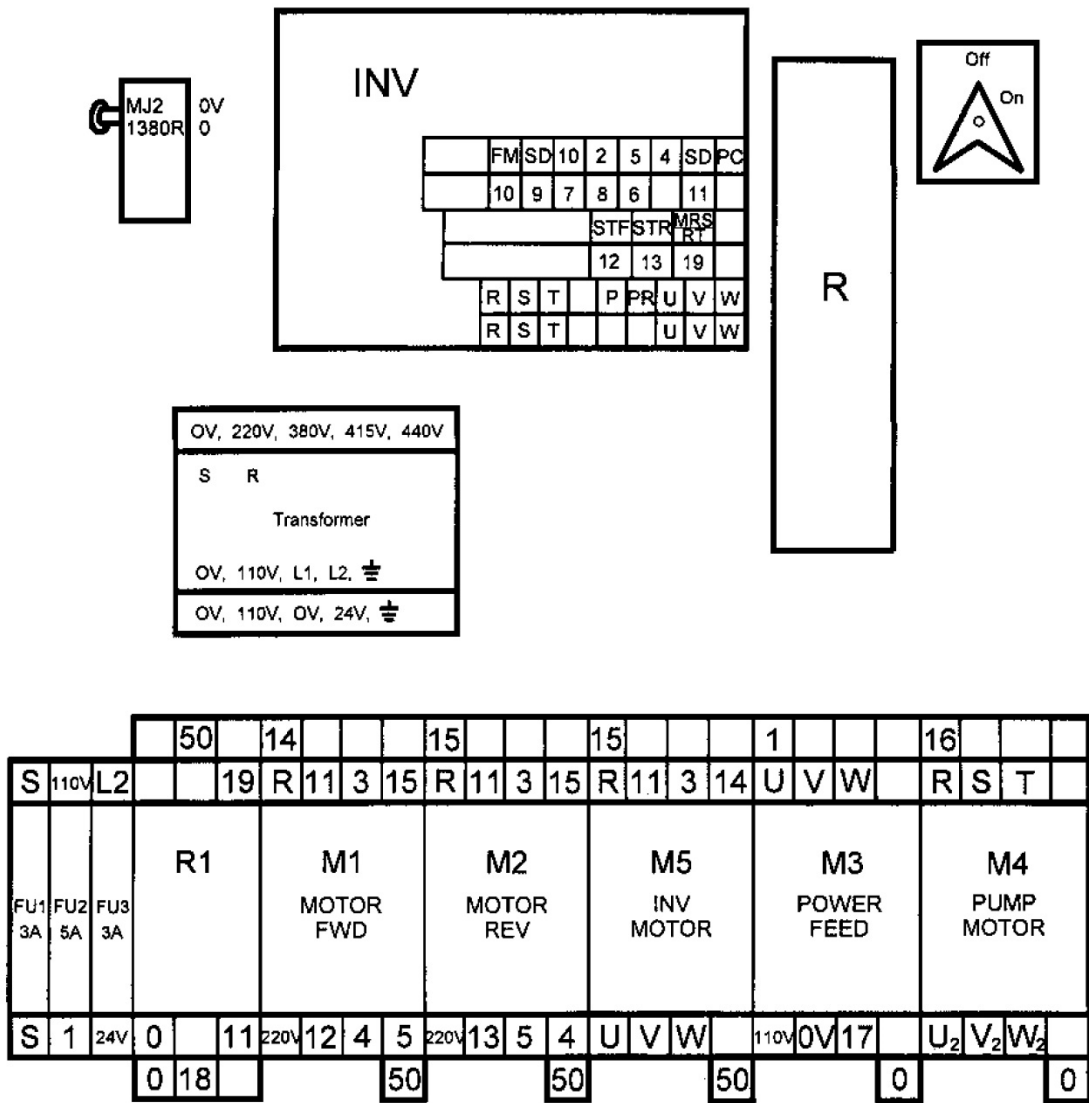 Off
On
INV
MJ2 0V
1380R 0
FM SD 10 2 5 4 SD PC
10 9 7 8 6 11
STF STR MRS
RT
12 13 19
R S T P PR U V W
R S T U V W
R
OV, 220V, 380V, 415V, 440V
S R
Transformer
OV, 110V, L1, L2, ⏚
OV, 110V, OV, 24V, ⏚
50 14 15 15 1 16
S 110V L2 19 R 11 3 15 R 11 3 15 R 11 3 14 U V W R S T
R1 M1 M2 M5 M3 M4
FU1 FU2 FU3 MOTOR MOTOR INV POWER PUMP
3A 5A 3A FWD REV MOTOR FEED MOTOR
S 1 24V 0 11 220V 12 4 5 220V 13 5 4 U V W 110V 0V 17 U2 V2 W2
0 18 50 50 50 0 0